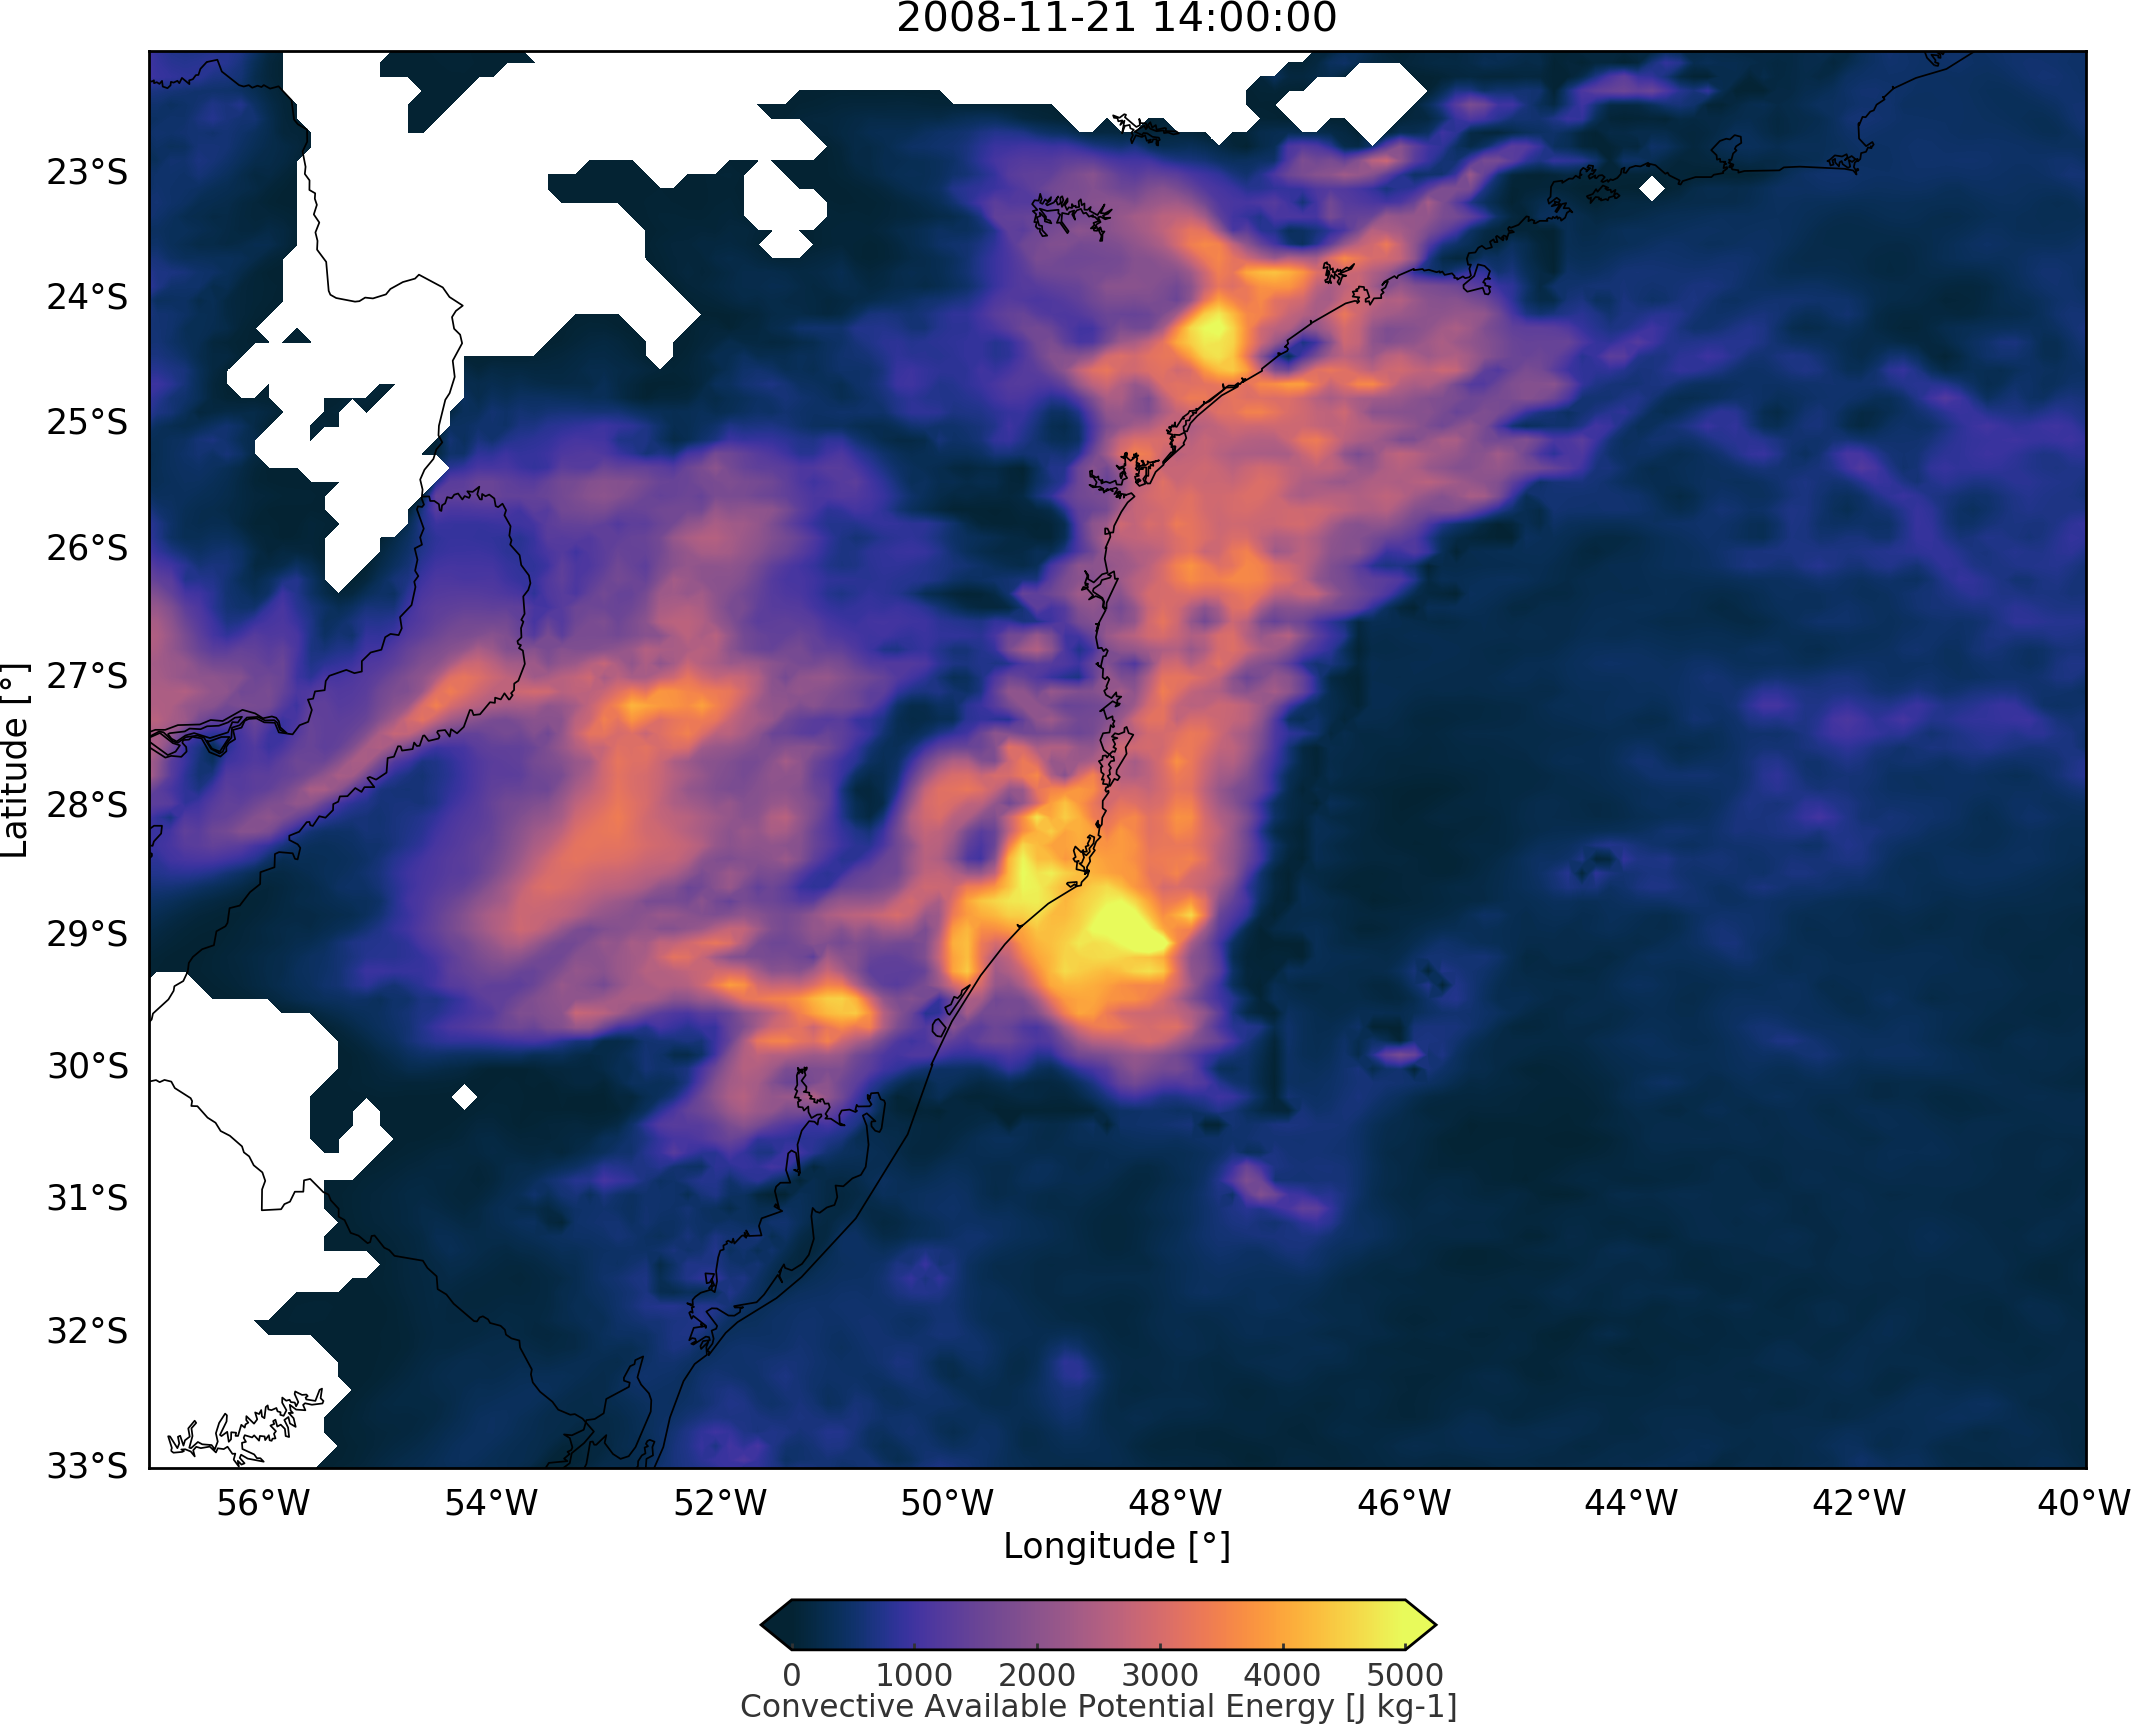 2008-11-21 14:00:00
23°S
24°S
25°S
26°S
27°S
28°S
29°S
30°S
31°S
32°S
33°S
Latitude [°]
56°W 54°W 52°W 50°W 48°W 46°W 44°W 42°W 40°W
Longitude [°]
0 1000 2000 3000 4000 5000
Convective Available Potential Energy [J kg-1]